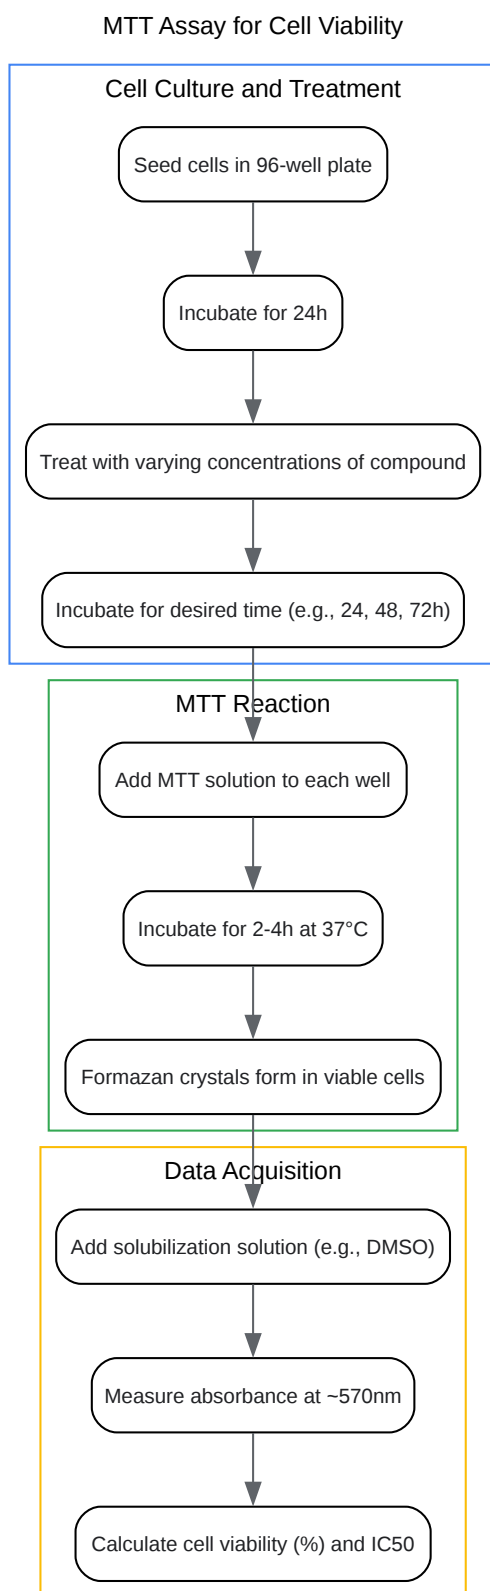 MTT Assay for Cell Viability
Cell Culture and Treatment
Seed cells in 96-well plate
Incubate for 24h
Treat with varying concentrations of compound
Incubate for desired time (e.g., 24, 48, 72h)
MTT Reaction
Add MTT solution to each well
Incubate for 2-4h at 37°C
Formazan crystals form in viable cells
Data Acquisition
Add solubilization solution (e.g., DMSO)
Measure absorbance at ~570nm
Calculate cell viability (%) and IC50